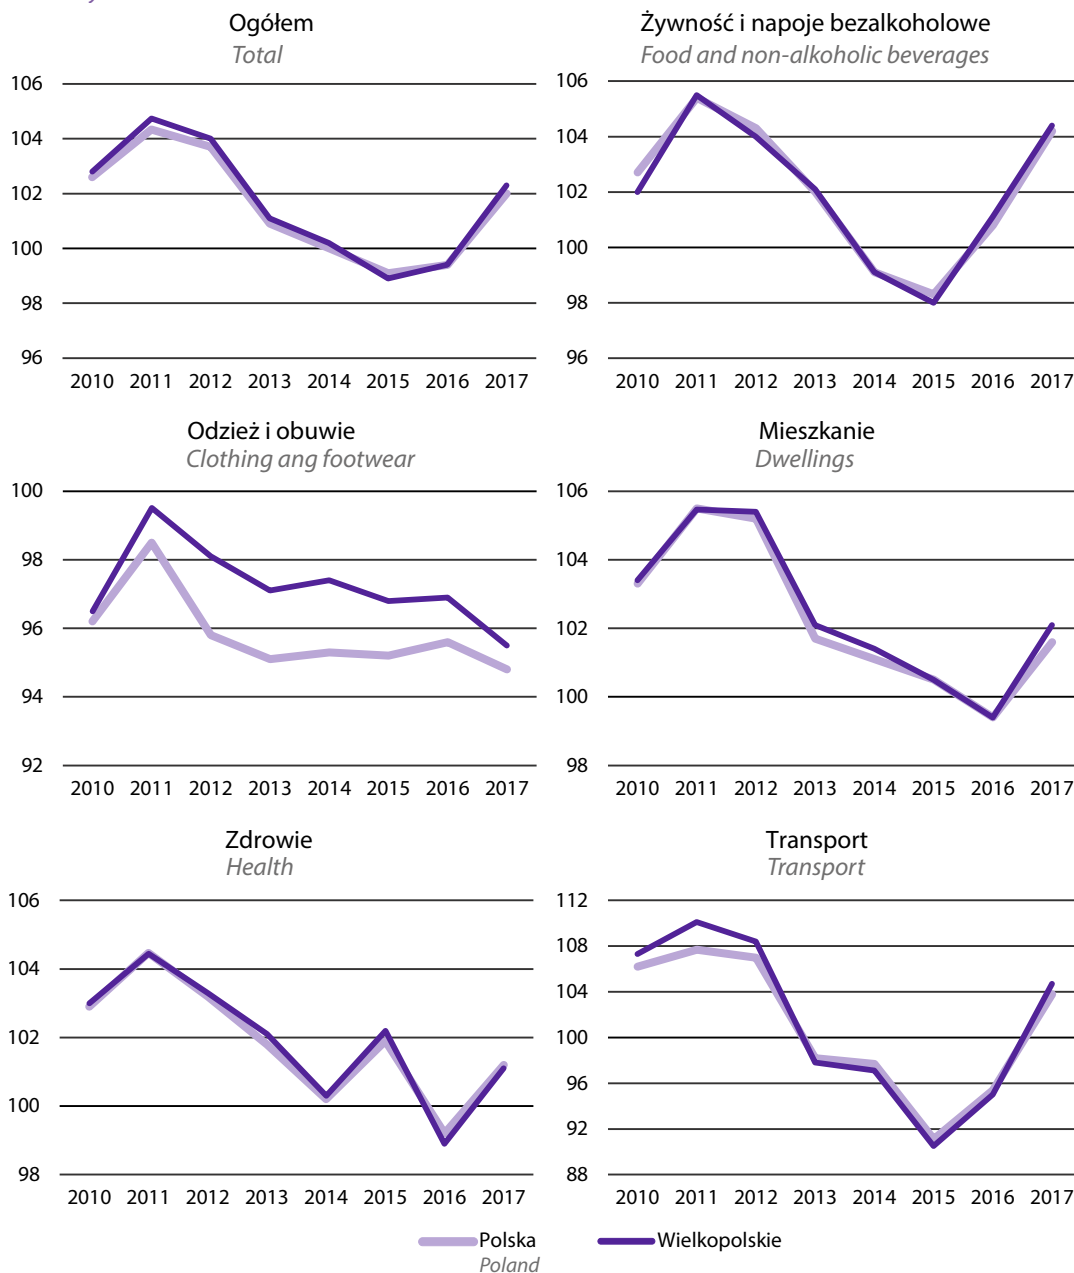 Ogółem
Total
106
104
102
100
98
96
2010 2011 2012 2013 2014 2015 2016 2017
Żywność i napoje bezalkoholowe
Food and non-alkoholic beverages
106
104
102
100
98
96
2010 2011 2012 2013 2014 2015 2016 2017
Odzież i obuwie
Clothing ang footwear
100
98
96
94
92
2010 2011 2012 2013 2014 2015 2016 2017
Mieszkanie
Dwellings
106
104
102
100
98
2010 2011 2012 2013 2014 2015 2016 2017
Zdrowie
Health
106
104
102
100
98
2010 2011 2012 2013 2014 2015 2016 2017
Transport
Transport
112
108
104
100
96
92
88
2010 2011 2012 2013 2014 2015 2016 2017
Polska
Poland
Wielkopolskie